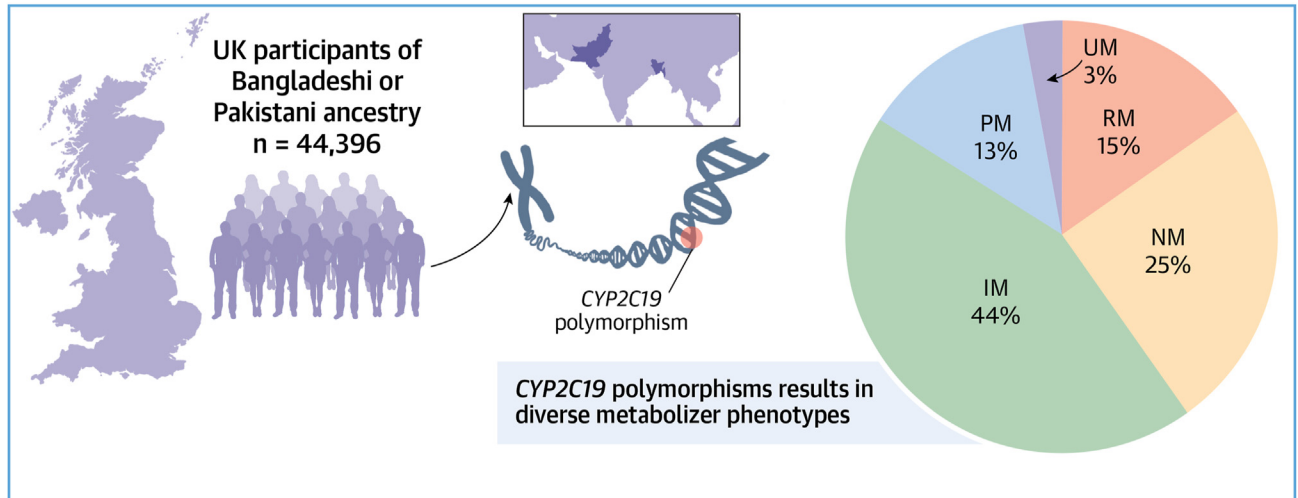 UK participants of
Bangladeshi or
Pakistani ancestry
n = 44,396
CYP2C19
polymorphism
CYP2C19 polymorphisms results in
diverse metabolizer phenotypes
UM
3%
RM
15%
PM
13%
NM
25%
IM
44%